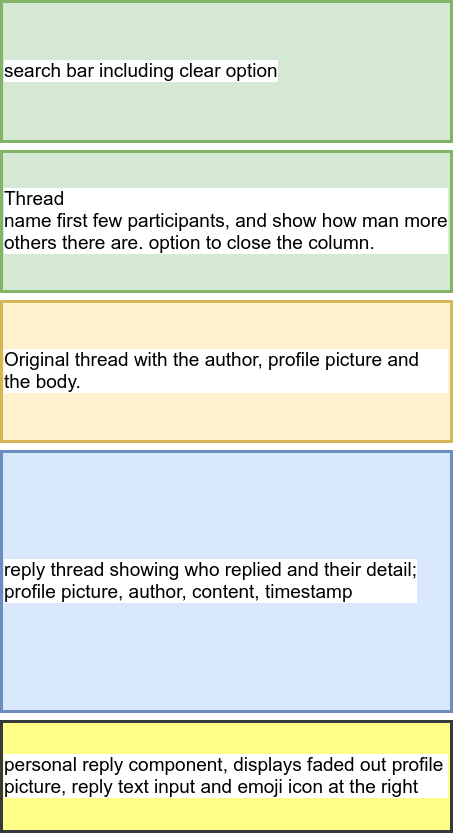 search bar including clear option
Thread
name first few participants, and show how man more
others there are. option to close the column.
Original thread with the author, profile picture and
the body.
reply thread showing who replied and their detail;
profile picture, author, content, timestamp
personal reply component, displays faded out profile
picture, reply text input and emoji icon at the right